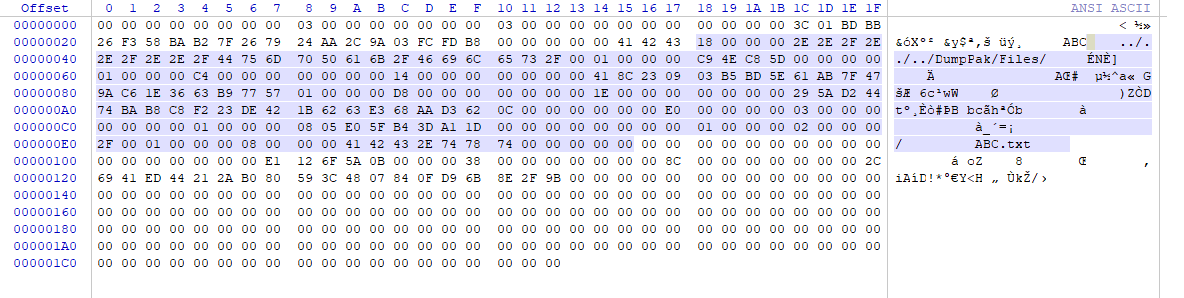 Offset 0 1 2 3 4 5 6 7 8 9 A B C D E F 10 11 12 13 14 15 16 17 18 19 1A 1B 1C 1D 1E 1F ANSI ASCII
00000000 00 00 00 00 00 00 00 00 03 00 00 00 00 00 00 00 03 00 00 00 00 00 00 00 00 00 00 00 3C 01 BD BB < ½»
00000020 26 F3 58 BA B2 7F 26 79 24 AA 2C 9A 03 FC FD B8 00 00 00 00 00 41 42 43 18 00 00 00 2E 2E 2F 2E &óXº² &y$ª,š üý¸ ABC ../.
00000040 2E 2F 2E 2E 2F 44 75 6D 70 50 61 6B 2F 46 69 6C 65 73 2F 00 01 00 00 00 C9 4E C8 5D 00 00 00 00 ./../DumpPak/Files/ ÉNÈ]
00000060 01 00 00 00 C4 00 00 00 00 00 00 00 14 00 00 00 00 00 00 00 41 8C 23 09 03 B5 BD 5E 61 AB 7F 47 Ä AŒ# µ½^a« G
00000080 9A C6 1E 36 63 B9 77 57 01 00 00 00 D8 00 00 00 00 00 00 00 1E 00 00 00 00 00 00 00 29 5A D2 44 šÆ 6c¹wW Ø )ZÒD
000000A0 74 BA B8 C8 F2 23 DE 42 1B 62 63 E3 68 AA D3 62 0C 00 00 00 00 00 00 E0 00 00 00 00 03 00 00 00 tº¸Èò#ÞB bcãhªÓb à
000000C0 00 00 00 00 01 00 00 00 08 05 E0 5F B4 3D A1 1D 00 00 00 00 00 00 00 00 01 00 00 00 02 00 00 00 à_´=¡
000000E0 2F 00 01 00 00 00 08 00 00 00 41 42 43 2E 74 78 74 00 00 00 00 00 00 00 00 00 00 00 00 00 00 00 / ABC.txt
00000100 00 00 00 00 00 00 E1 12 6F 5A 0B 00 00 00 38 00 00 00 00 00 00 00 8C 00 00 00 00 00 00 00 2C á oZ 8 Œ ,
00000120 69 41 ED 44 21 2A B0 80 59 3C 48 07 84 0F D9 6B 8E 2F 9B 00 00 00 00 00 00 00 00 00 00 00 00 00 iAíD!*°€Y<H „ ÙkŽ/›
00000140 00 00 00 00 00 00 00 00 00 00 00 00 00 00 00 00 00 00 00 00 00 00 00 00 00 00 00 00 00 00 00 00
00000160 00 00 00 00 00 00 00 00 00 00 00 00 00 00 00 00 00 00 00 00 00 00 00 00 00 00 00 00 00 00 00 00
00000180 00 00 00 00 00 00 00 00 00 00 00 00 00 00 00 00 00 00 00 00 00 00 00 00 00 00 00 00 00 00 00 00
000001A0 00 00 00 00 00 00 00 00 00 00 00 00 00 00 00 00 00 00 00 00 00 00 00 00 00 00 00 00 00 00 00 00
000001C0 00 00 00 00 00 00 00 00 00 00 00 00 00 00 00 00 00 00 00